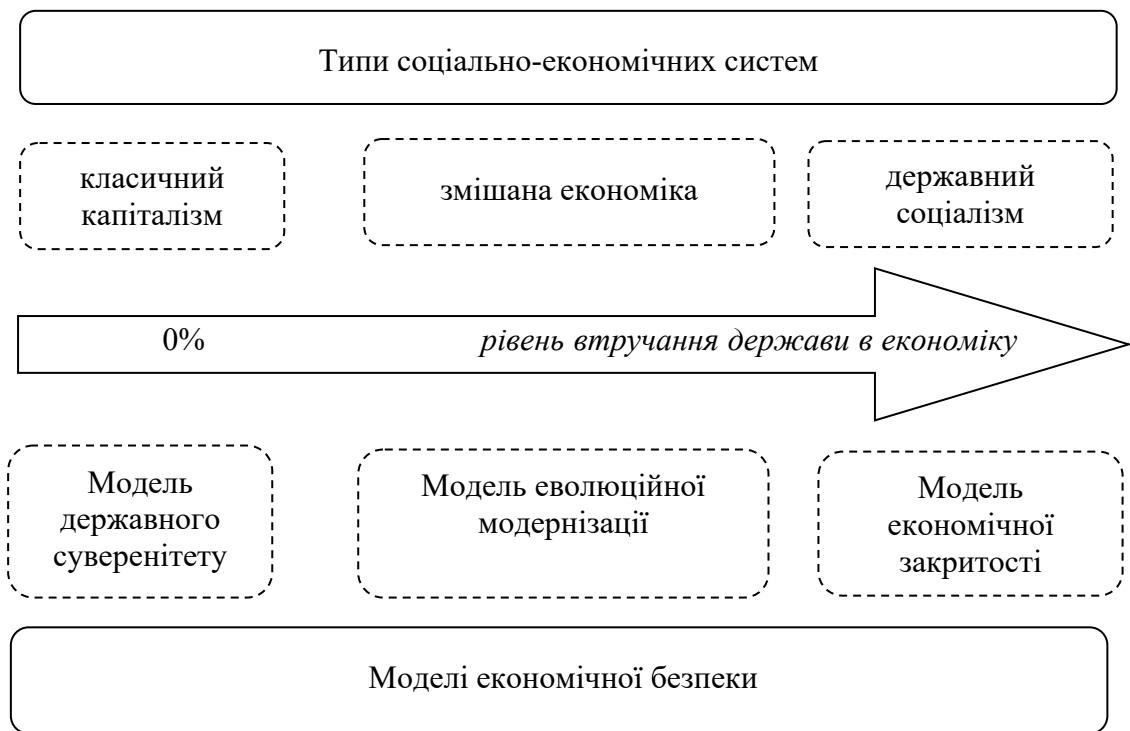 Типи соціально-економічних систем
класичний
капіталізм
змішана економіка
державний
соціалізм
0%
рівень втручання держави в економіку
Модель
державного
суверенітету
Модель еволюційної
модернізації
Модель
економічної
закритості
Моделі економічної безпеки